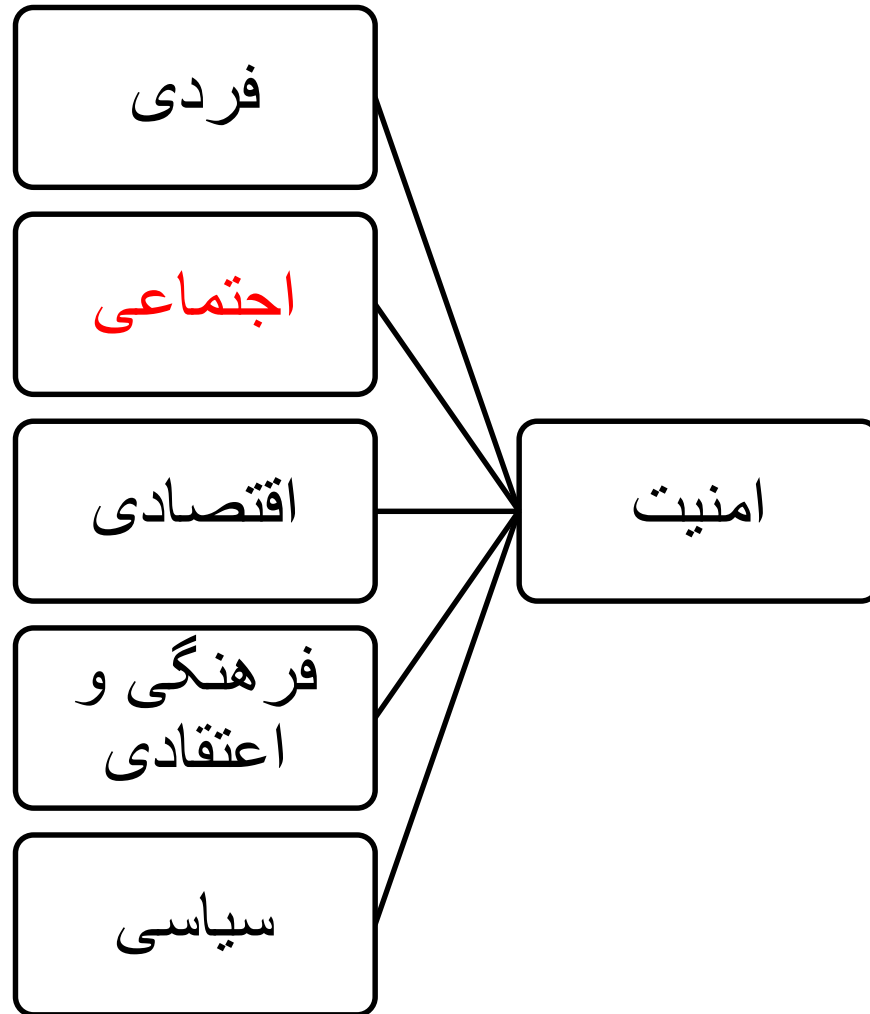 امنیت
فردی
اجتماعی
اقتصادی
فرهنگی و
اعتقادی
سیاسی